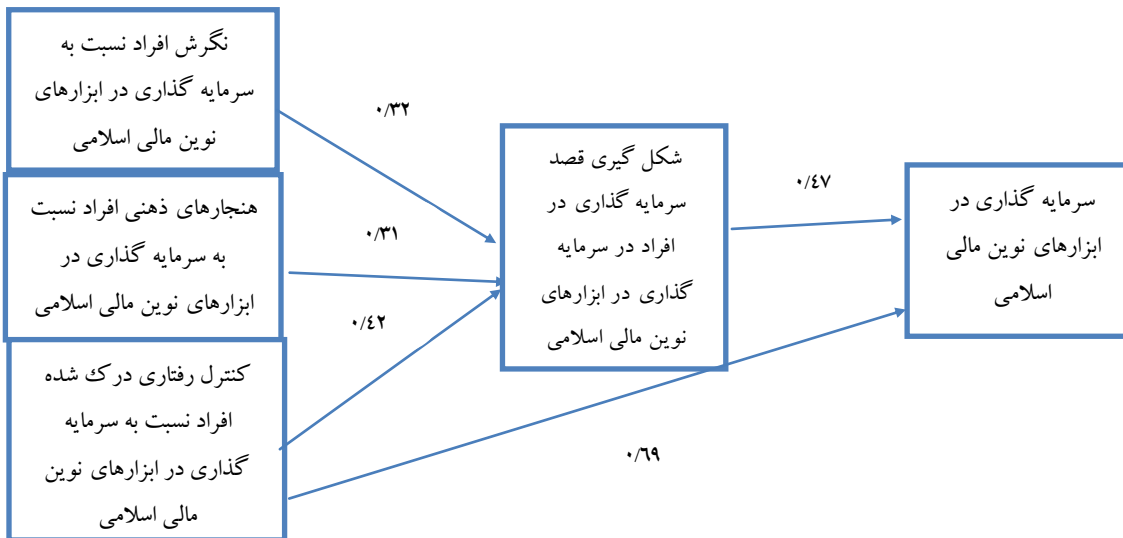 نگرش افراد نسبت به
سرمایه گذاری در ابزارهای
نوین مالی اسلامی
هنجارهای ذهنی افراد نسبت
به سرمایه گذاری در
ابزارهای نوین مالی اسلامی
کنترل رفتاری درک شده
افراد نسبت به سرمایه
گذاری در ابزارهای نوین
مالی اسلامی
۰/۳۲
۰/۳۱
۰/٤۲
شکل گیری قصد
سرمایه گذاری در
افراد در سرمایه
گذاری در ابزارهای
نوین مالی اسلامی
۰/٤۷
۰/٦۹
سرمایه گذاری در
ابزارهای نوین مالی
اسلامی